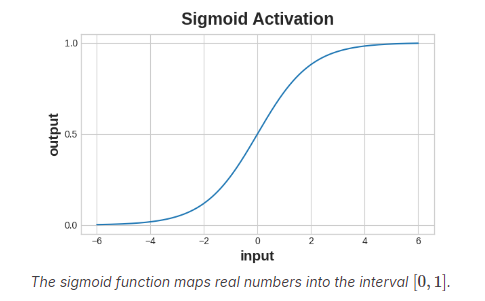 Sigmoid Activation
1.0
output
0.5
0.0
−6 −4 −2 0 2 4 6
input
The sigmoid function maps real numbers into the interval [0, 1].